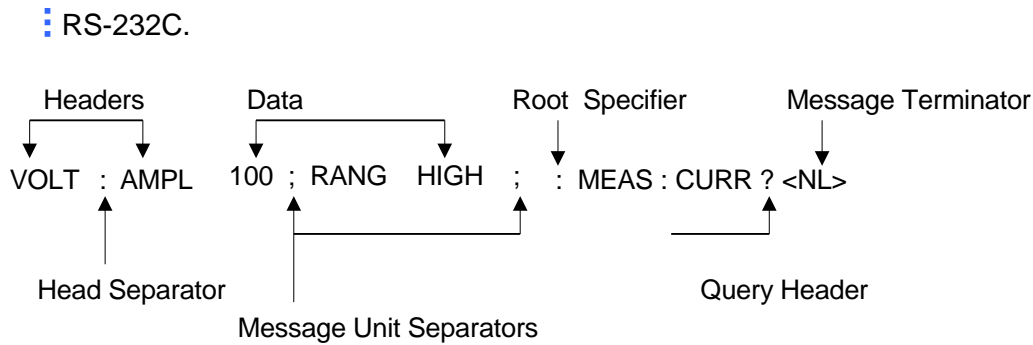 RS-232C.
Headers Data Root Specifier Message Terminator
VOLT : AMPL 100 ; RANG HIGH ; : MEAS : CURR ? <NL>
Head Separator Query Header
Message Unit Separators